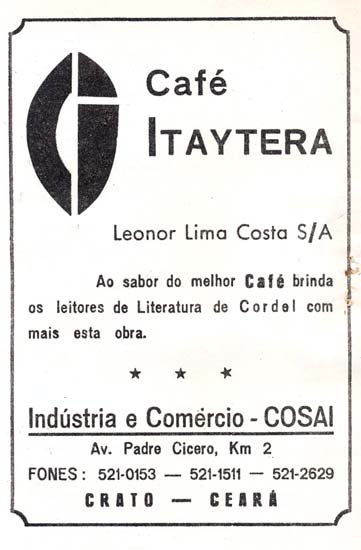 Café
ITAYTERA
Leonor Lima Costa S/A
Ao sabor do melhor Café brinda
os leitores de Literatura de Cordel com
mais esta obra.
★ ★ ★
Indústria e Comércio - COSAI
Av. Padre Cicero, Km 2
FONES: 521-0153 — 521-1511 — 521-2629
CRATO — CEARÁ